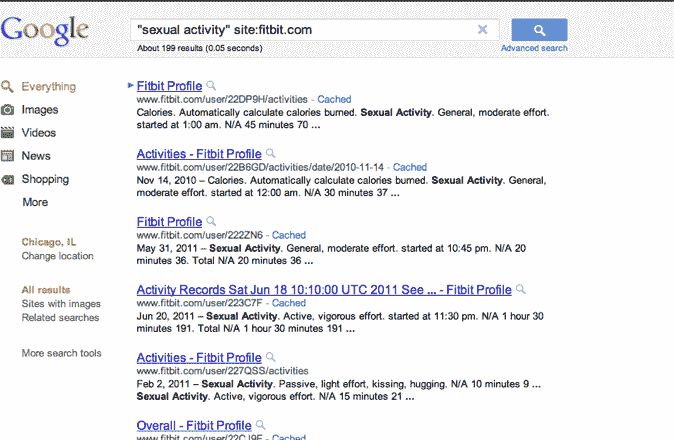 Google
"sexual activity" site:fitbit.com
About 199 results (0.05 seconds)
Advanced search
Everything
Images
Videos
News
Shopping
More
Chicago, IL
Change location
All results
Sites with images
Related searches
More search tools
Fitbit Profile
www.fitbit.com/user/22DP9H/activities - Cached
Calories. Automatically calculate calories burned. Sexual Activity. General, moderate effort.
started at 1:00 am. N/A 45 minutes 70 ...
Activities - Fitbit Profile
www.fitbit.com/user/22B6GD/activities/date/2010-11-14 - Cached
Nov 14, 2010 – Calories. Automatically calculate calories burned. Sexual Activity. General,
moderate effort. started at 12:00 am. N/A 30 minutes 37 ...
Fitbit Profile
www.fitbit.com/user/222ZN6 - Cached
May 31, 2011 – Sexual Activity. General, moderate effort. started at 10:45 pm. N/A 20
minutes 36. Total N/A 20 minutes 36 ...
Activity Records Sat Jun 18 10:10:00 UTC 2011 See ... - Fitbit Profile
www.fitbit.com/user/223C7F - Cached
Jun 20, 2011 – Sexual Activity. Active, vigorous effort. started at 11:30 pm. N/A 1 hour 30
minutes 191. Total N/A 1 hour 30 minutes 191 ...
Activities - Fitbit Profile
www.fitbit.com/user/227QSS/activities
Feb 2, 2011 – Sexual Activity. Passive, light effort, kissing, hugging. N/A 10 minutes 9 ...
Sexual Activity. Active, vigorous effort. N/A 15 minutes 21 ...
Overall - Fitbit Profile
www.fitbit.com/user/22CJ9F - Cached